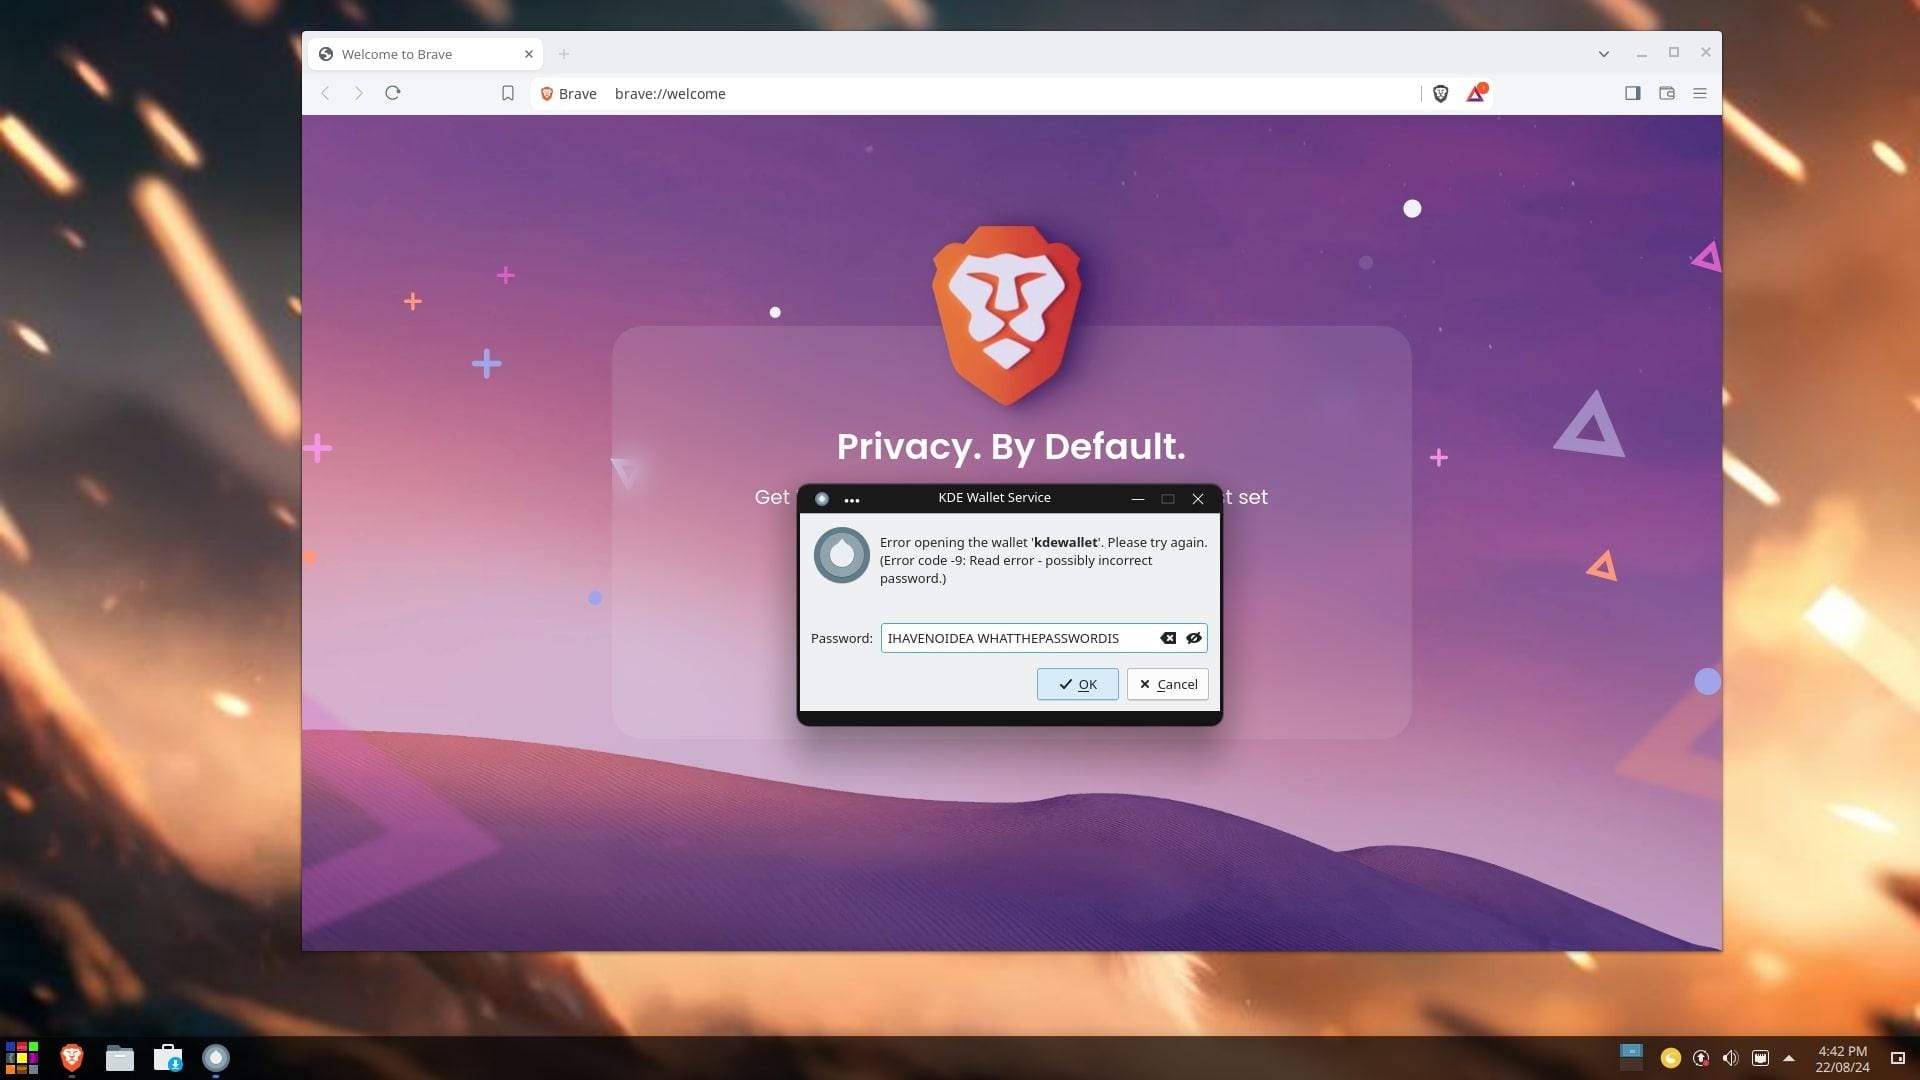 Welcome to Brave
Brave brave://welcome
Privacy. By Default.
Get
t set
KDE Wallet Service
Error opening the wallet 'kdewallet'. Please try again.
(Error code -9: Read error - possibly incorrect
password.)
Password: IHAVENOIDEA WHATTHEPASSWORDIS
OK Cancel
4:42 PM
22/08/24